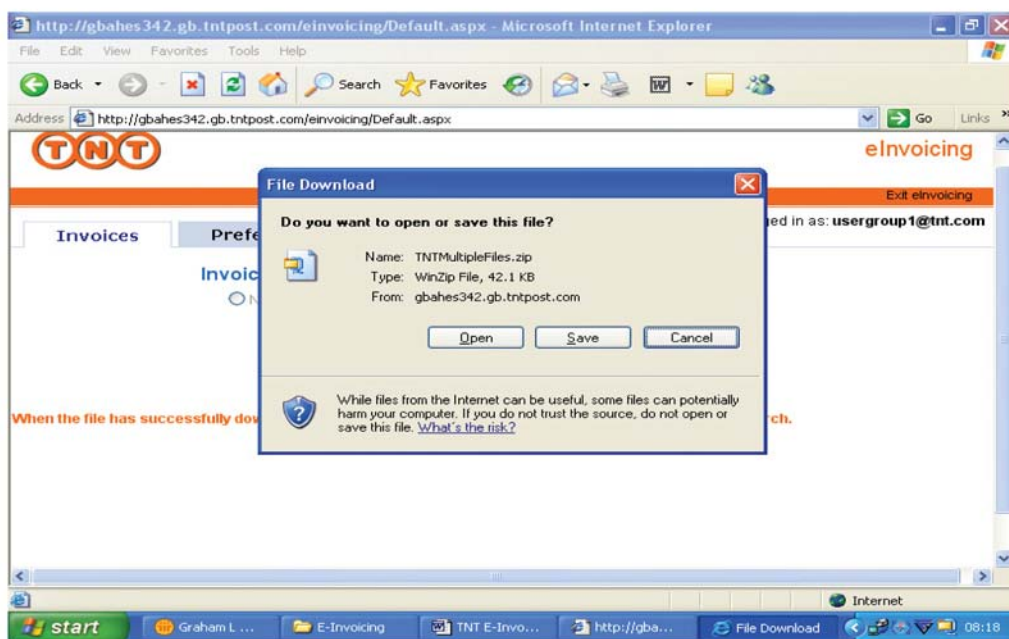 http://gbahes342.gb.tntpost.com/einvoicing/Default.aspx - Microsoft Internet Explorer
File Edit View Favorites Tools Help
Back Search Favorites
Address http://gbahes342.gb.tntpost.com/einvoicing/Default.aspx Go Links »
TNT eInvoicing
Exit eInvoicing
Invoices Prefe ed in as: usergroup1@tnt.com
Invoic
N
File Download
Do you want to open or save this file?
Name: TNTMultipleFiles.zip
Type: WinZip File, 42.1 KB
From: gbahes342.gb.tntpost.com
Open Save Cancel
When the file has successfully dow ch.
While files from the Internet can be useful, some files can potentially
harm your computer. If you do not trust the source, do not open or
save this file. What's the risk?
Internet
start Graham L ... E-Invoicing TNT E-Invo... http://gba... File Download 08:18